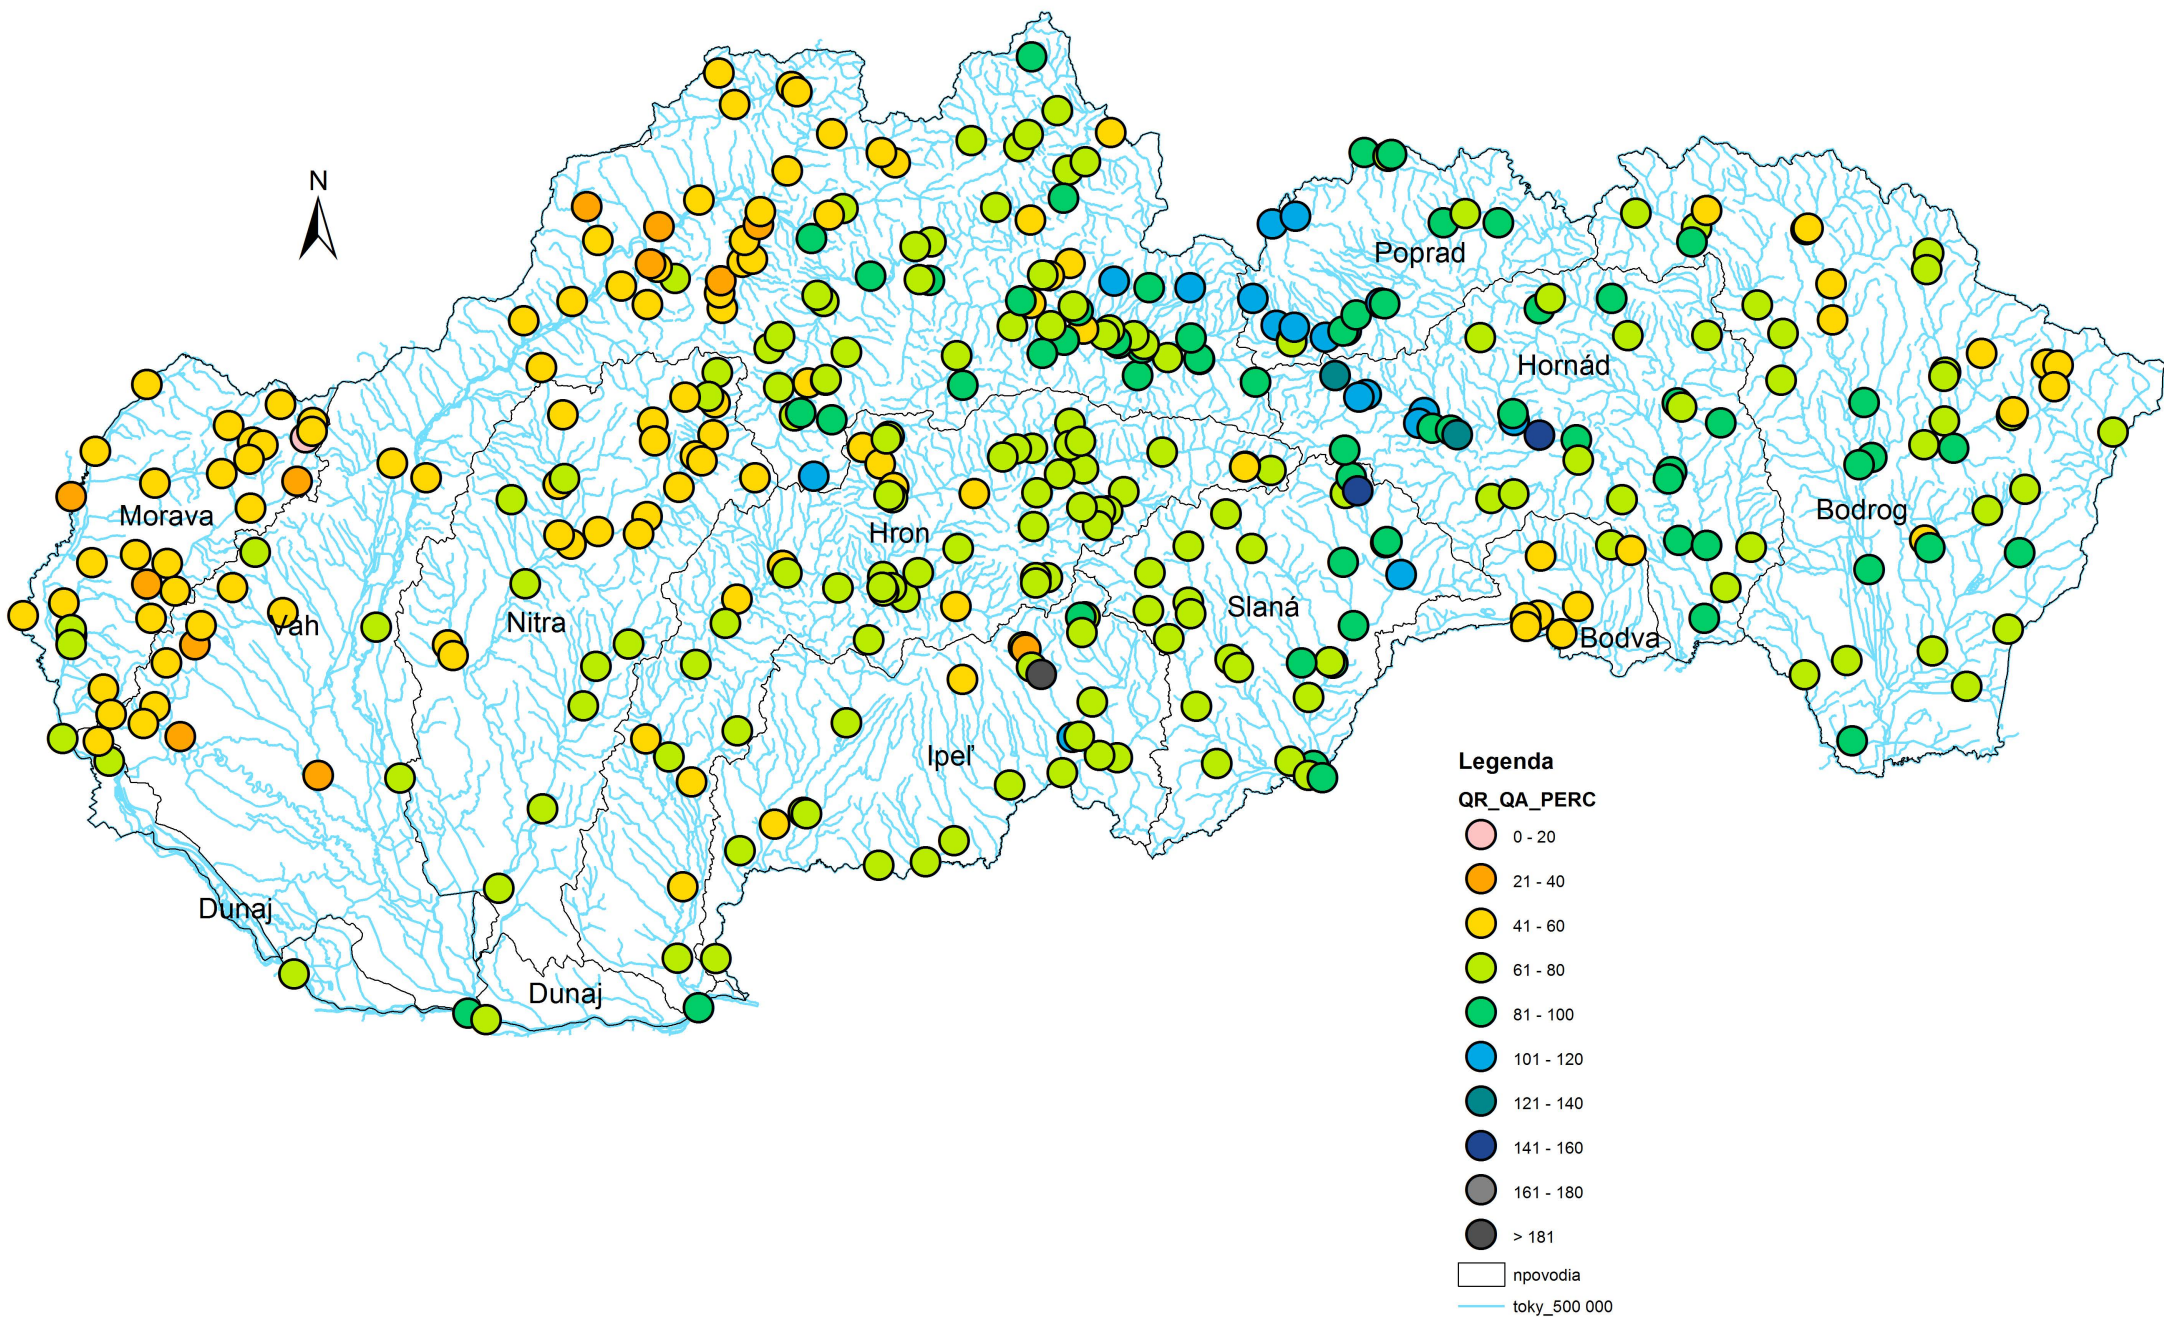 N
Poprad
Hornád
Morava
Bodrog
Hron
Váh
Nitra
Slaná
Bodva
Ipeľ
Dunaj
Dunaj
Legenda
QR_QA_PERC
0 - 20
21 - 40
41 - 60
61 - 80
81 - 100
101 - 120
121 - 140
141 - 160
161 - 180
> 181
npovodia
toky_500 000